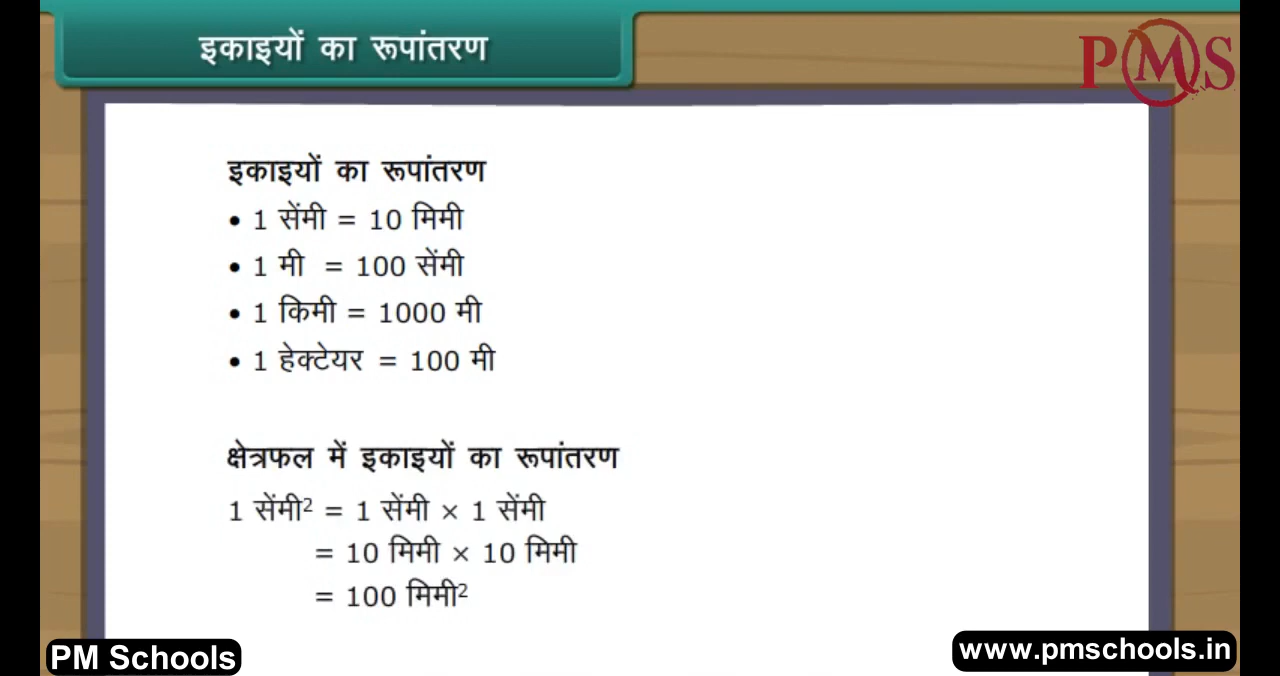 इकाइयों का रूपांतरण
PMS
इकाइयों का रूपांतरण
• 1 सेंमी = 10 मिमी
• 1 मी = 100 सेंमी
• 1 किमी = 1000 मी
• 1 हेक्टेयर = 100 मी
क्षेत्रफल में इकाइयों का रूपांतरण
1 सेंमी² = 1 सेंमी × 1 सेंमी
= 10 मिमी × 10 मिमी
= 100 मिमी²
PM Schools
www.pmschools.in